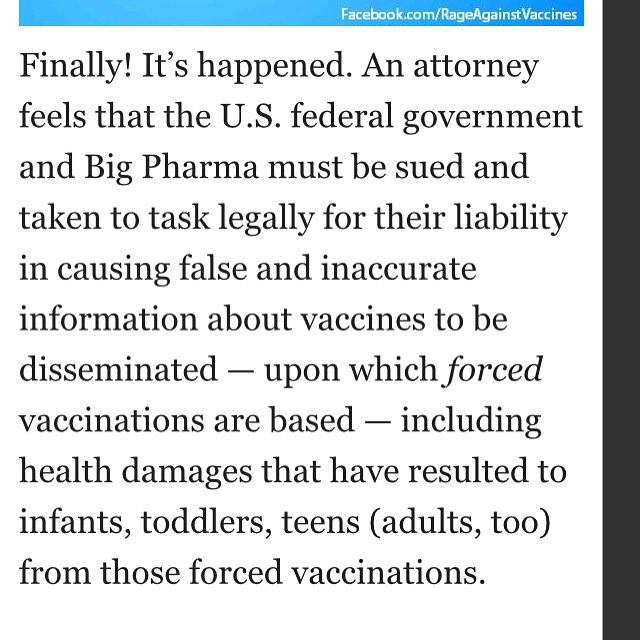 Facebook.com/RageAgainstVaccines
Finally! It’s happened. An attorney
feels that the U.S. federal government
and Big Pharma must be sued and
taken to task legally for their liability
in causing false and inaccurate
information about vaccines to be
disseminated — upon which forced
vaccinations are based — including
health damages that have resulted to
infants, toddlers, teens (adults, too)
from those forced vaccinations.